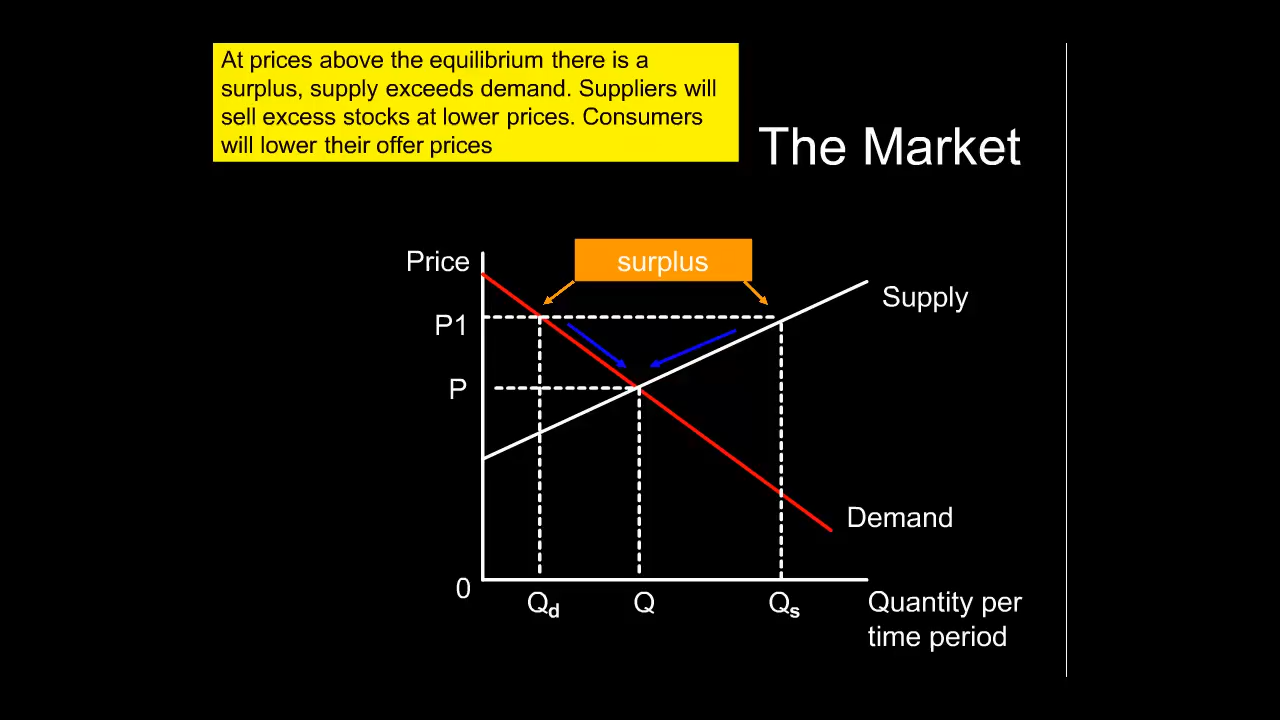 At prices above the equilibrium there is a
surplus, supply exceeds demand. Suppliers will
sell excess stocks at lower prices. Consumers
will lower their offer prices
The Market
Price
surplus
Supply
P1
P
Demand
0
Qd
Q
Qs
Quantity per
time period